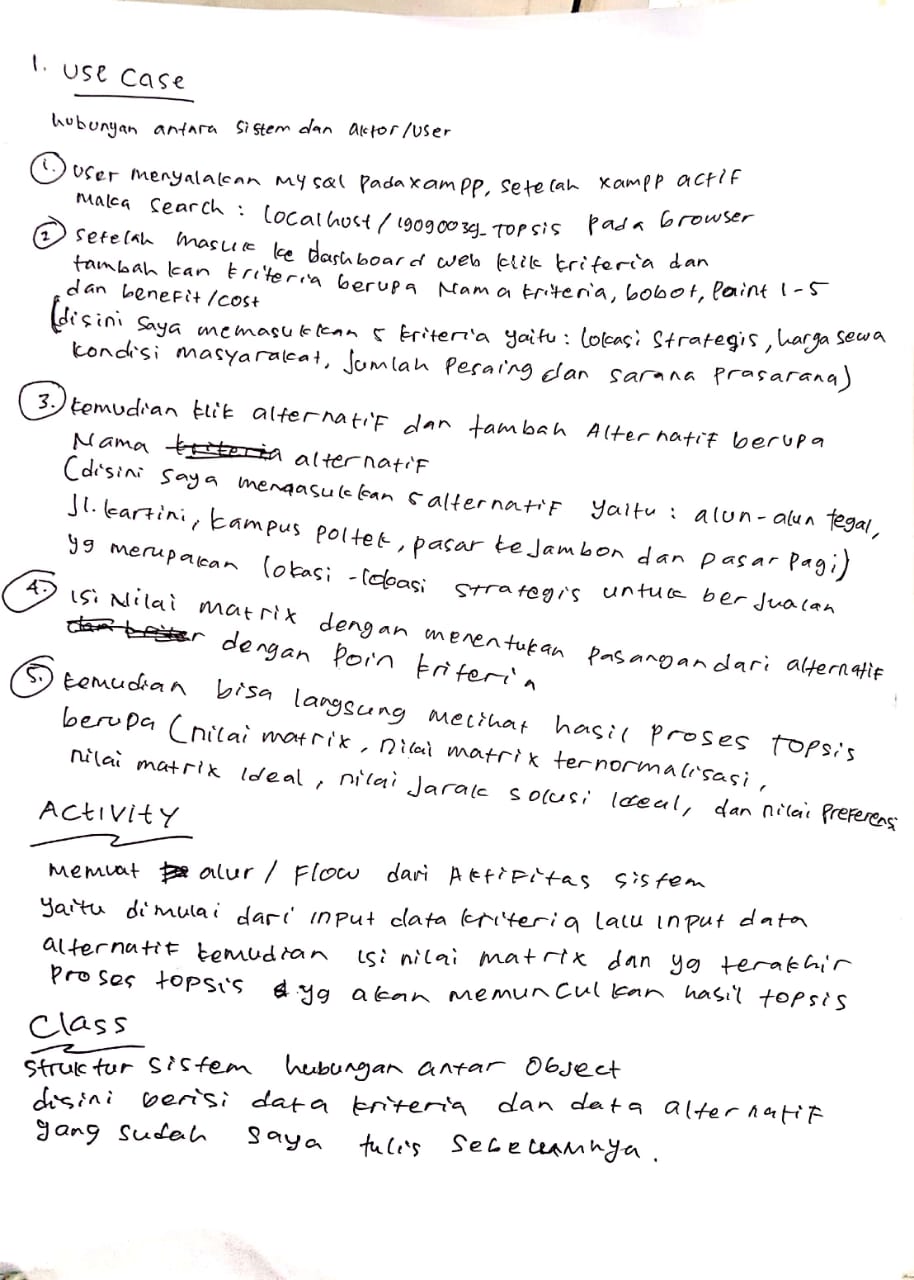 1. Use Case
hubungan antara sistem dan aktor/user
1. User menyalakan mysql pada xampp, setelah xampp actif
maka search : localhost/19090039_TOPSIS pada browser
2 setelah masuk ke dashboard web klik kriteria dan
tambah kan kriteria berupa Nama kriteria, bobot, Point 1-5
dan benefit/cost
(disini saya memasukkan 5 kriteria yaitu : lokasi strategis, harga sewa
kondisi masyarakat, jumlah pesaing dan sarana prasarana)
3. kemudian klik alternatif dan tambah Alternatif berupa
Nama alternatif
(disini saya memasukkan 5 alternatif yaitu : alun-alun tegal,
Jl. kartini, kampus poltek, pasar kejambon dan pasar pagi)
yg merupakan lokasi-lokasi strategis untuk berjualan
4. isi Nilai matrix dengan menentukan pasangan dari alternatif
dengan Poin kriteria
5. kemudian bisa langsung melihat hasil proses TOPSIS
berupa (nilai matrix, nilai matrix ternormalisasi,
nilai matrix ideal, nilai jarak solusi ideal, dan nilai preferensi
Activity
Memuat alur / Flow dari Aktifitas sistem
yaitu dimulai dari input data kriteria lalu input data
alternatif kemudian isi nilai matrix dan yg terakhir
Proses topsis yg akan memunculkan hasil topsis
Class
Struktur sistem hubungan antar Object
disini berisi data kriteria dan data alternatif
yang sudah saya tulis sebelumnya.